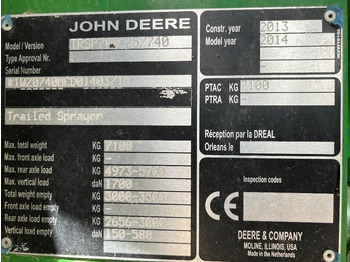 JOHN DEERE
Model / Version
Type Approval Nr.
Serial Number
Trailed Sprayer
Max. total weight KG 7100
Max. front axle load KG -
Max. rear axle load KG
Max. vertical load daN 1700
Total weight empty KG
Front axle load empty KG
Rear axle load empty KG 2656-3000
Vertical load empty daN 150-580
Constr. year 2013
Model year 2014
PTAC KG 7100
PTRA KG -
Réception par la DREAL
Orleans le
Inspection codes:
DEERE & COMPANY
MOLINE, ILLINOIS, USA
Made in the Netherlands